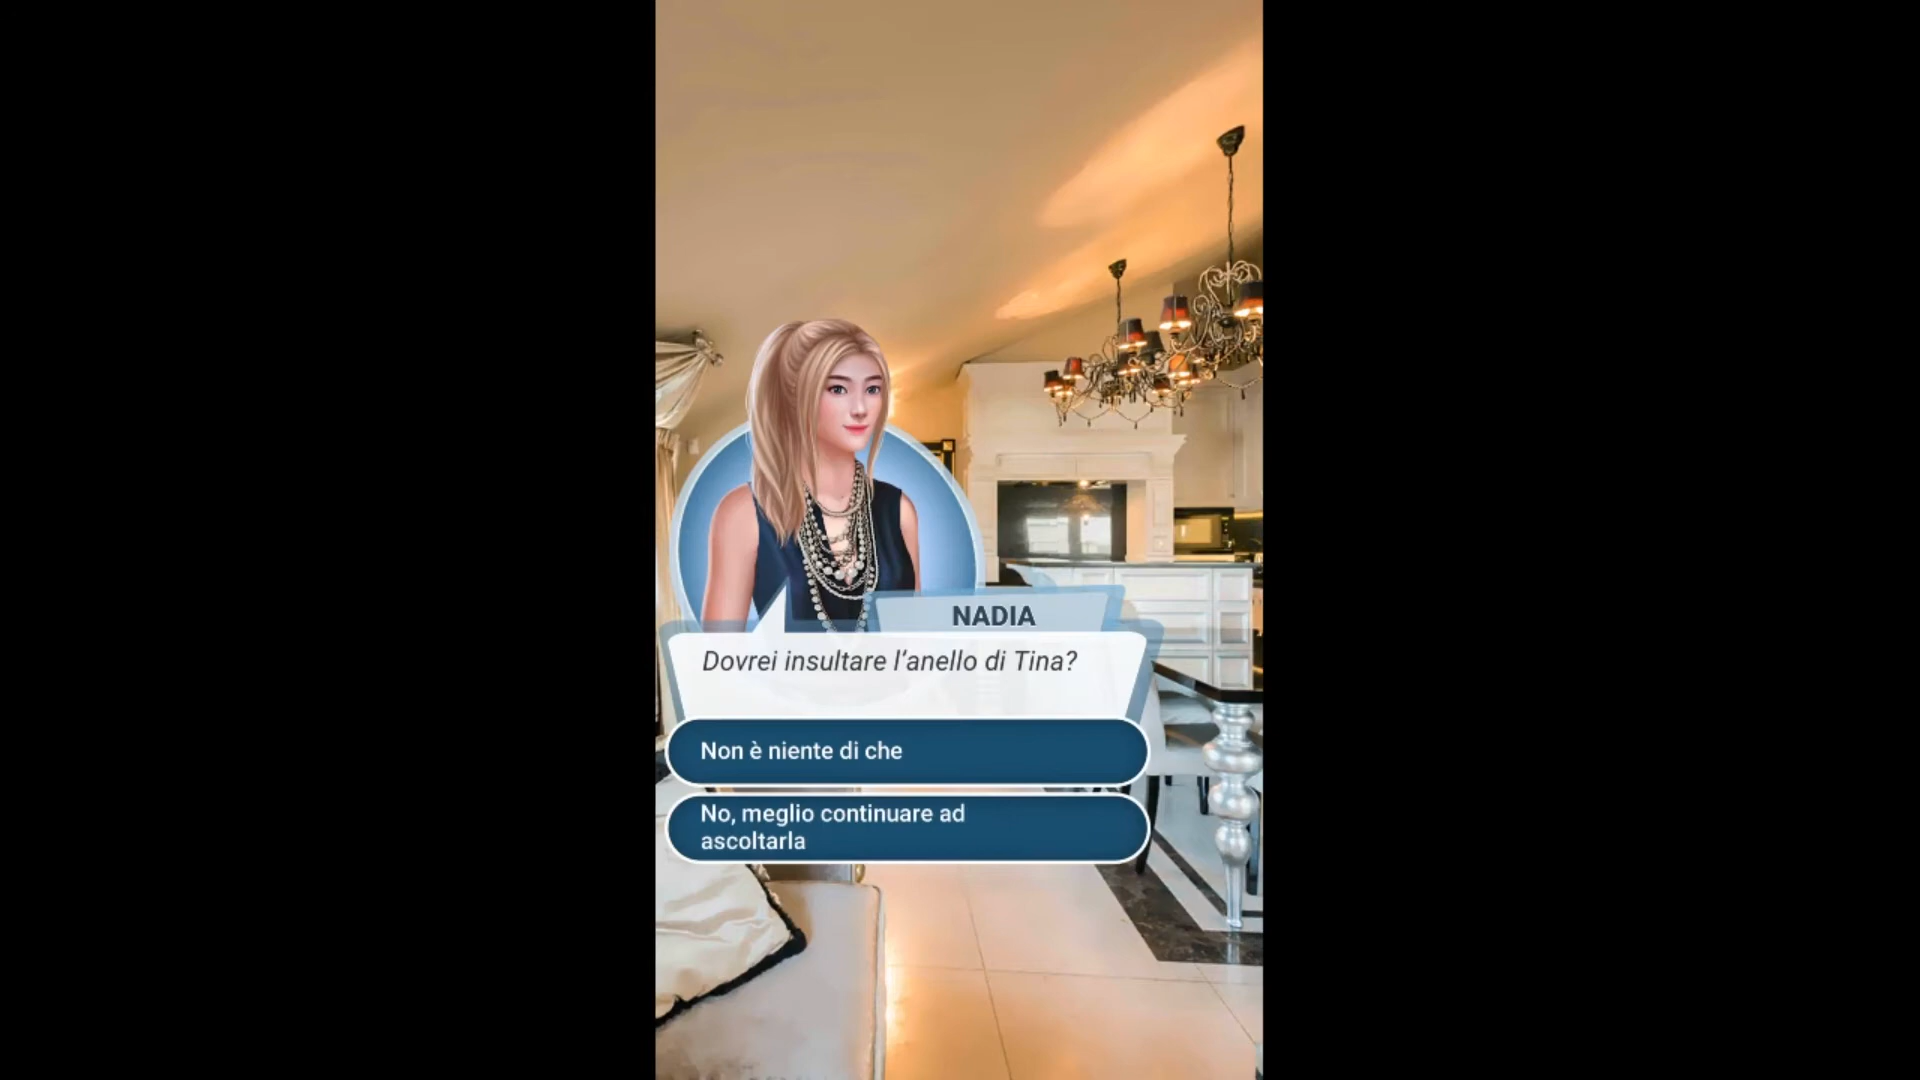 NADIA
Dovrei insultare l'anello di Tina?
Non è niente di che
No, meglio continuare ad
ascoltarla